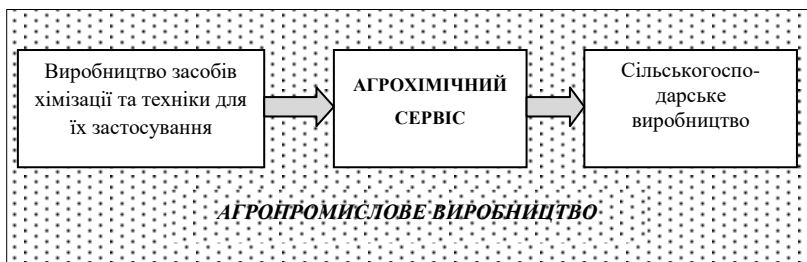 Виробництво засобів
хімізації та техніки для
їх застосування
АГРОХІМІЧНИЙ
СЕРВІС
Сільськогоспо-
дарське
виробництво
АГРОПРОМИСЛОВЕ ВИРОБНИЦТВО